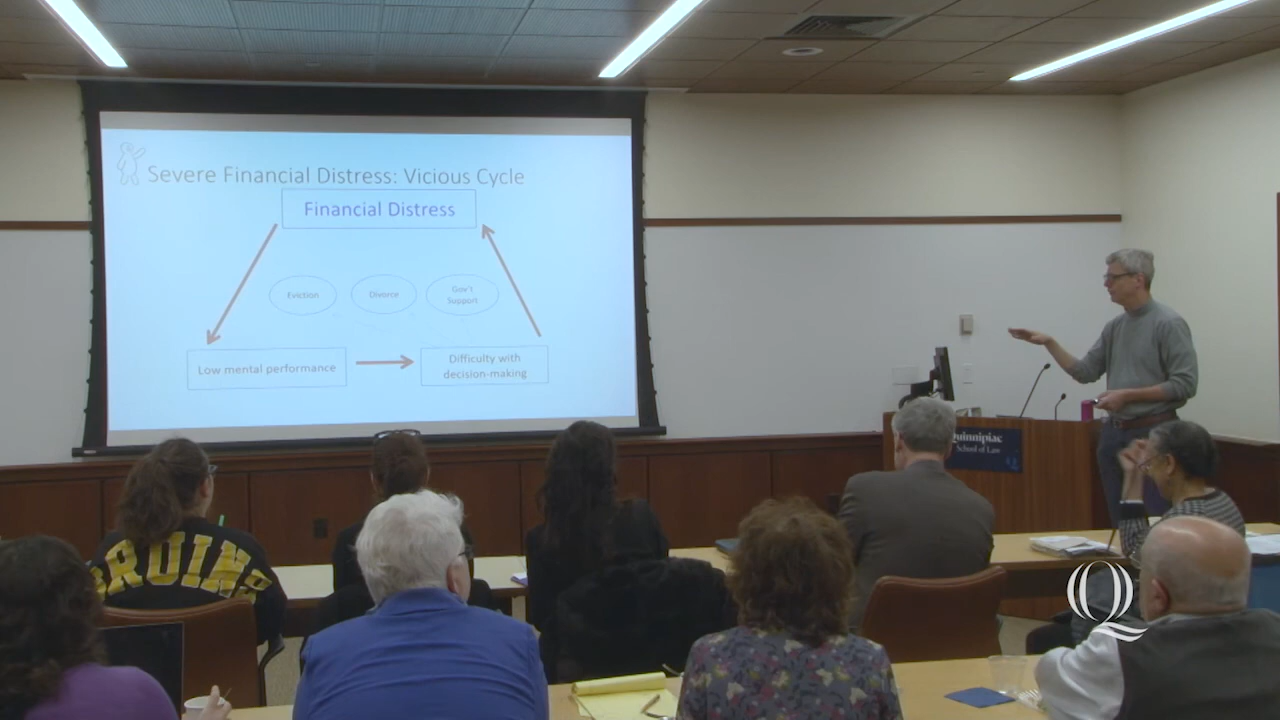 Severe Financial Distress: Vicious Cycle
Financial Distress
Eviction
Divorce
Gov't
Support
Low mental performance
Difficulty with
decision-making
Quinnipiac
School of Law
BRUINS
Q